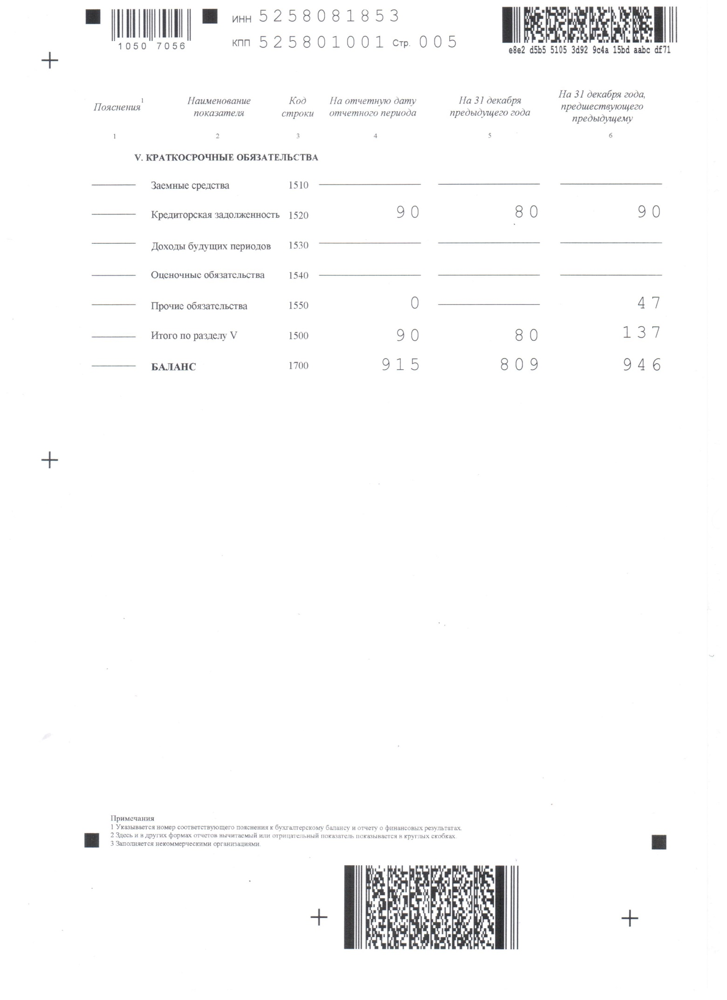 1050 7056
ИНН 5258081853
КПП 525801001 Стр. 005
e8e2 d5b5 5105 3d92 9c4a 15bd aabc df71
Пояснения 1 Наименование показателя Код строки На отчетную дату отчетного периода На 31 декабря предыдущего года На 31 декабря года, предшествующего предыдущему
1 2 3 4 5 6
V. КРАТКОСРОЧНЫЕ ОБЯЗАТЕЛЬСТВА
Заемные средства 1510
Кредиторская задолженность 1520 90 80 90
Доходы будущих периодов 1530
Оценочные обязательства 1540
Прочие обязательства 1550 0 47
Итого по разделу V 1500 90 80 137
БАЛАНС 1700 915 809 946
Примечания
1 Указывается номер соответствующего пояснения к бухгалтерскому балансу и отчету о финансовых результатах.
2 Здесь и в других формах отчетов вычитаемый или отрицательный показатель показывается в круглых скобках.
3 Заполняется некоммерческими организациями.